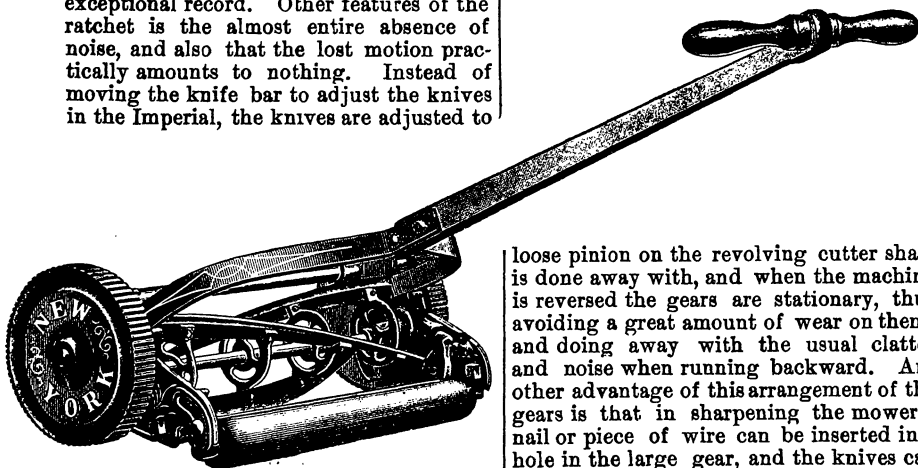 exceptional record. Other features of the
ratchet is the almost entire absence of
noise, and also that the lost motion prac-
tically amounts to nothing. Instead of
moving the knife bar to adjust the knives
in the Imperial, the knives are adjusted to
NEW
YORK
loose pinion on the revolving cutter sha
is done away with, and when the machin
is reversed the gears are stationary, thu
avoiding a great amount of wear on them
and doing away with the usual clatte
and noise when running backward. An
other advantage of this arrangement of th
gears is that in sharpening the mower
nail or piece of wire can be inserted in
hole in the large gear, and the knives ca